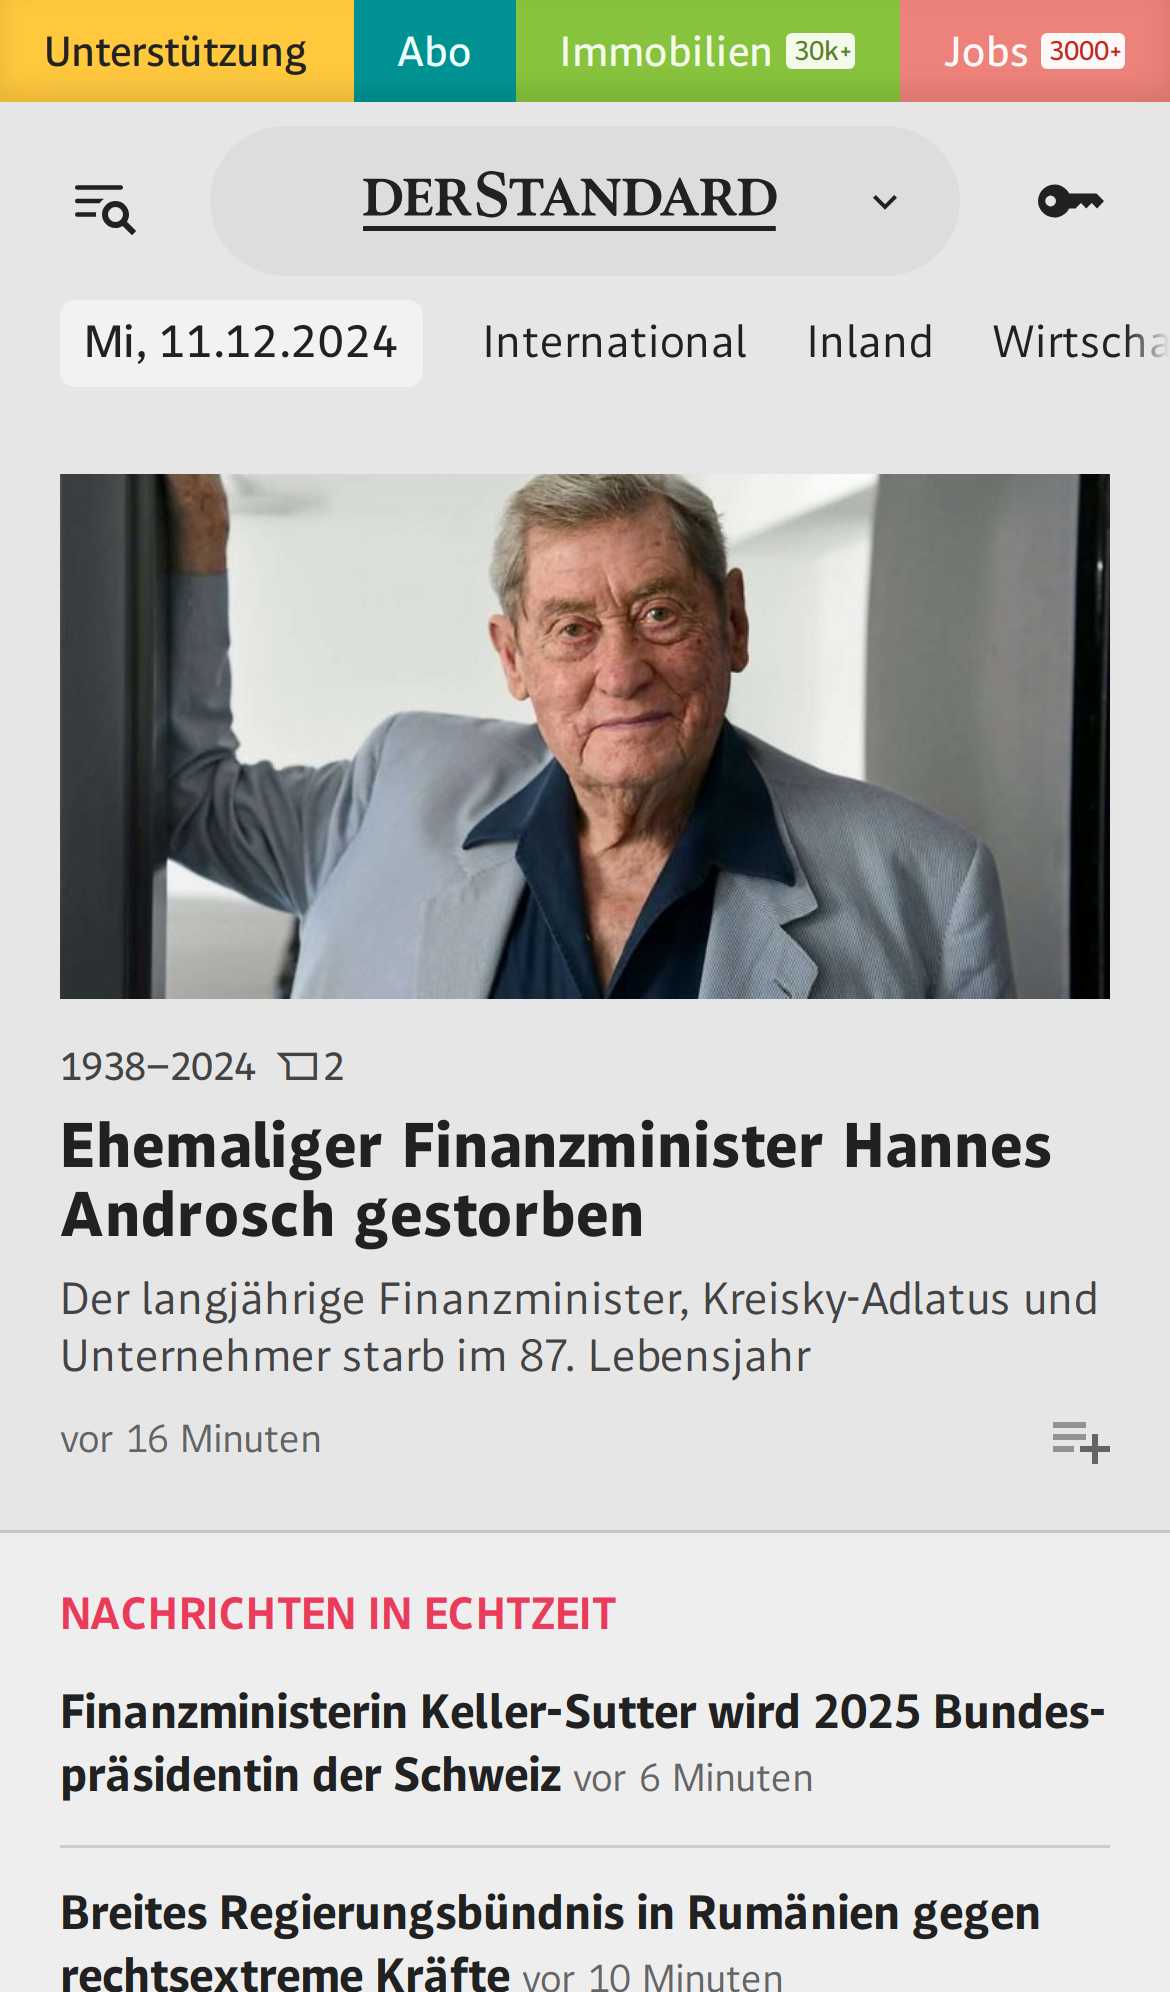 Unterstützung Abo Immobilien 30k+ Jobs 3000+
DERSTANDARD
Mi, 11.12.2024 International Inland Wirtscha
1938–2024 2
Ehemaliger Finanzminister Hannes
Androsch gestorben
Der langjährige Finanzminister, Kreisky-Adlatus und
Unternehmer starb im 87. Lebensjahr
vor 16 Minuten
NACHRICHTEN IN ECHTZEIT
Finanzministerin Keller-Sutter wird 2025 Bundes-
präsidentin der Schweiz vor 6 Minuten
Breites Regierungsbündnis in Rumänien gegen
rechtsextreme Kräfte vor 10 Minuten